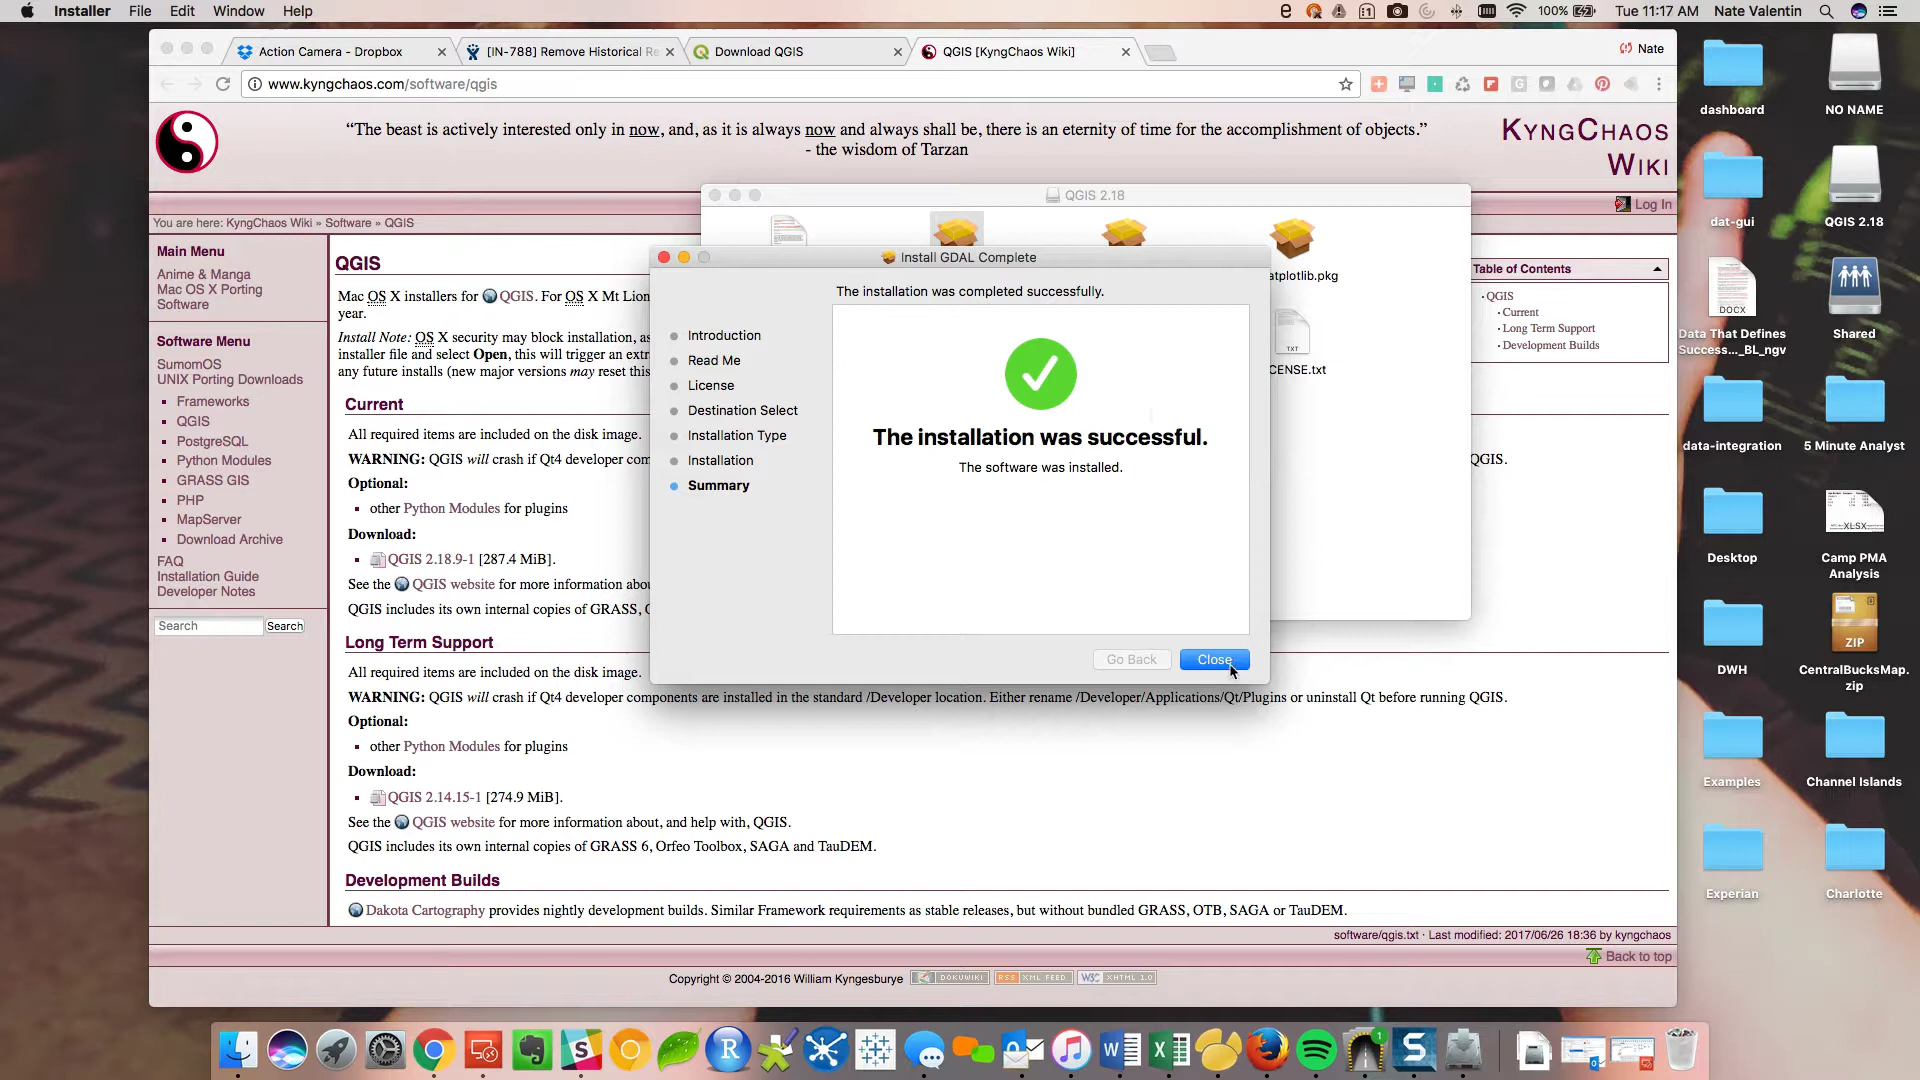 Installer File Edit Window Help
100% Tue 11:17 AM Nate Valentin
Action Camera - Dropbox
[IN-788] Remove Historical Re
Download QGIS
QGIS [KyngChaos Wiki]
Nate
www.kyngchaos.com/software/qgis
“The beast is actively interested only in now, and, as it is always now and always shall be, there is an eternity of time for the accomplishment of objects.”
- the wisdom of Tarzan
KyngChaos
Wiki
Log In
You are here: KyngChaos Wiki » Software » QGIS
Main Menu
Anime & Manga
Mac OS X Porting
Software
Software Menu
SumomOS
UNIX Porting Downloads
Frameworks
QGIS
PostgreSQL
Python Modules
GRASS GIS
PHP
MapServer
Download Archive
FAQ
Installation Guide
Developer Notes
Search
Search
QGIS
Mac OS X installers for QGIS. For OS X Mt Lion
year.
Install Note: OS X security may block installation, as
installer file and select Open, this will trigger an extr
any future installs (new major versions may reset this
Current
All required items are included on the disk image.
WARNING: QGIS will crash if Qt4 developer com
QGIS.
Optional:
other Python Modules for plugins
Download:
QGIS 2.18.9-1 [287.4 MiB].
See the QGIS website for more information abou
QGIS includes its own internal copies of GRASS, O
Long Term Support
All required items are included on the disk image.
WARNING: QGIS will crash if Qt4 developer components are installed in the standard /Developer location. Either rename /Developer/Applications/Qt/Plugins or uninstall Qt before running QGIS.
Optional:
other Python Modules for plugins
Download:
QGIS 2.14.15-1 [274.9 MiB].
See the QGIS website for more information about, and help with, QGIS.
QGIS includes its own internal copies of GRASS 6, Orfeo Toolbox, SAGA and TauDEM.
Development Builds
Dakota Cartography provides nightly development builds. Similar Framework requirements as stable releases, but without bundled GRASS, OTB, SAGA or TauDEM.
software/qgis.txt · Last modified: 2017/06/26 18:36 by kyngchaos
Back to top
Copyright © 2004-2016 William Kyngesburye
DOKUWIKI
RSS XML FEED
W3C XHTML 1.0
Table of Contents
QGIS
Current
Long Term Support
Development Builds
QGIS 2.18
atplotlib.pkg
TXT
CENSE.txt
Install GDAL Complete
The installation was completed successfully.
Introduction
Read Me
License
Destination Select
Installation Type
Installation
Summary
The installation was successful.
The software was installed.
Go Back
Close
dashboard
NO NAME
dat-gui
QGIS 2.18
DOCX
Data That Defines
Success..._BL_ngv
Shared
data-integration
5 Minute Analyst
Desktop
XLSX
Camp PMA
Analysis
DWH
ZIP
CentralBucksMap.
zip
Examples
Channel Islands
Experian
Charlotte